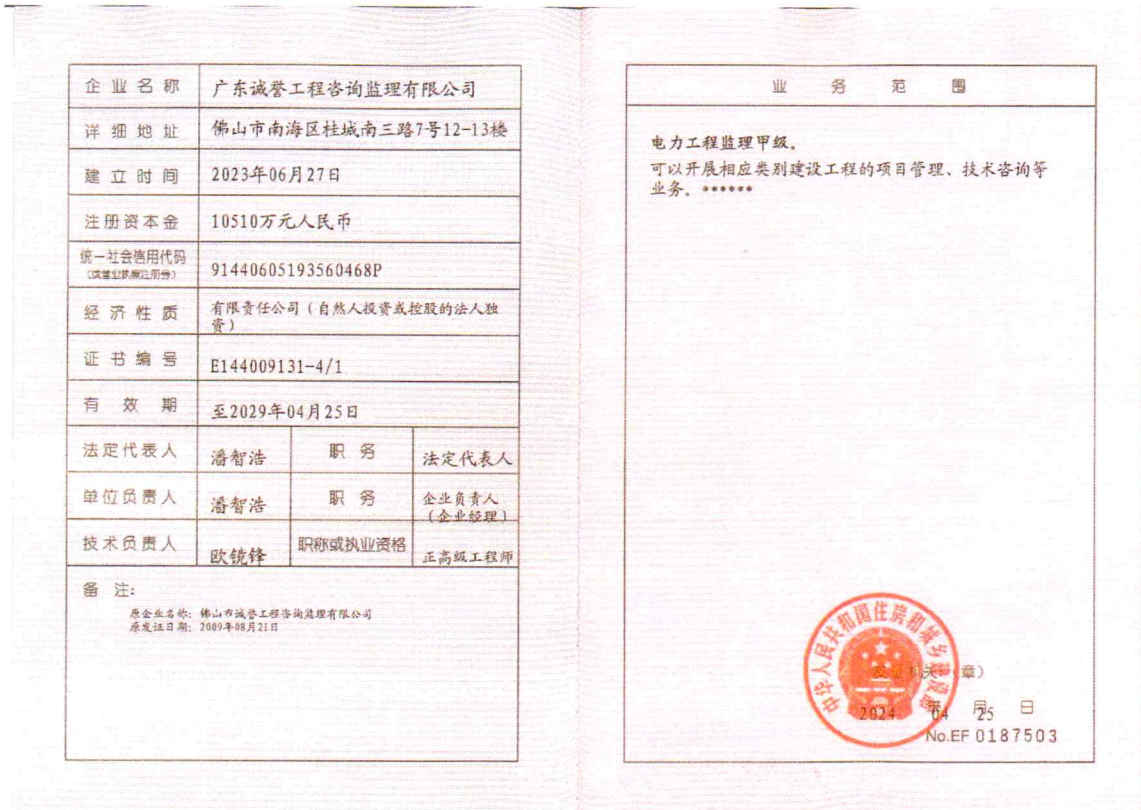 企业名称 广东诚誉工程咨询监理有限公司
详细地址 佛山市南海区桂城南三路7号12-13楼
建立时间 2023年06月27日
注册资本金 10510万元人民币
统一社会信用代码
（或营业执照注册号） 91440605193560468P
经济性质 有限责任公司（自然人投资或控股的法人独
资）
证书编号 E144009131-4/1
有效期 至2029年04月25日
法定代表人 潘智浩 职务 法定代表人
单位负责人 潘智浩 职务 企业负责人
（企业经理）
技术负责人 欧镜锋 职称或执业资格 正高级工程师
备注：
原企业名称：佛山市诚誉工程咨询监理有限公司
原发证日期：2009年08月21日
业务范围
电力工程监理甲级。
可以开展相应类别建设工程的项目管理、技术咨询等
业务。******
中华人民共和国住房和城乡建设部
发证机关（章）
2024年04月25日
No.EF 0187503